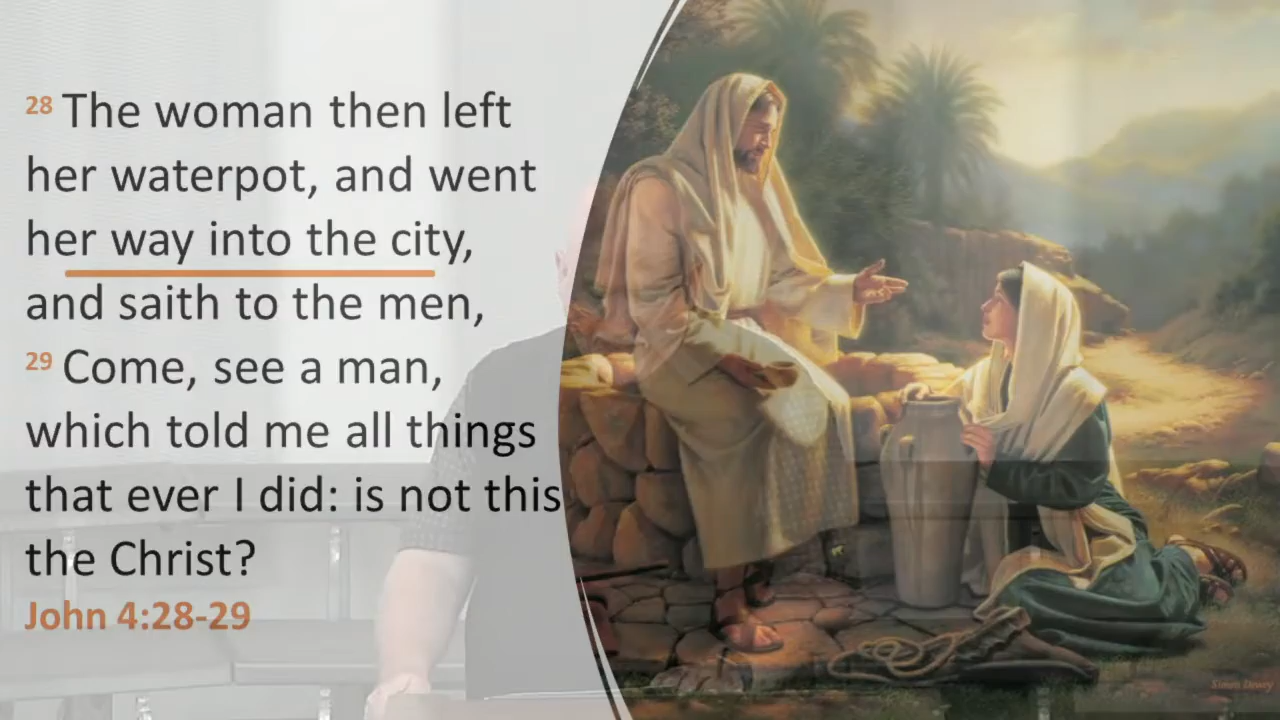 28 The woman then left
her waterpot, and went
her way into the city,
and saith to the men,
29 Come, see a man,
which told me all things
that ever I did: is not this
the Christ?
John 4:28-29
Simon Dewey